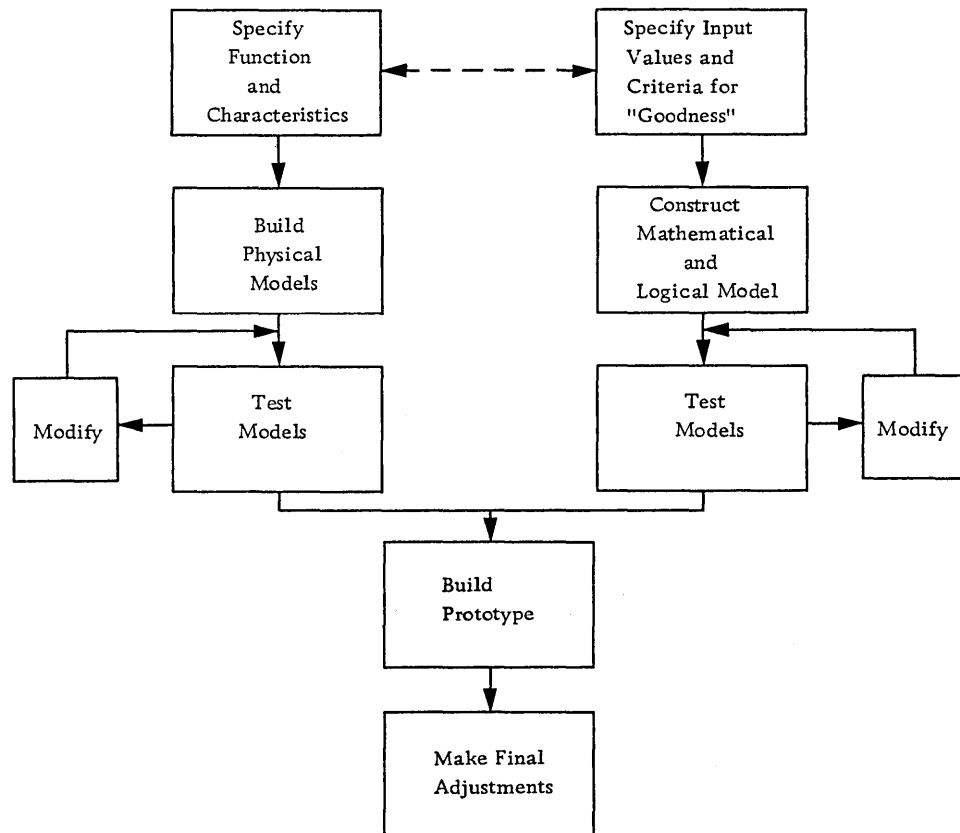 Specify
Function
and
Characteristics
Specify Input
Values and
Criteria for
"Goodness"
Build
Physical
Models
Construct
Mathematical
and
Logical Model
Modify
Test
Models
Test
Models
Modify
Build
Prototype
Make Final
Adjustments